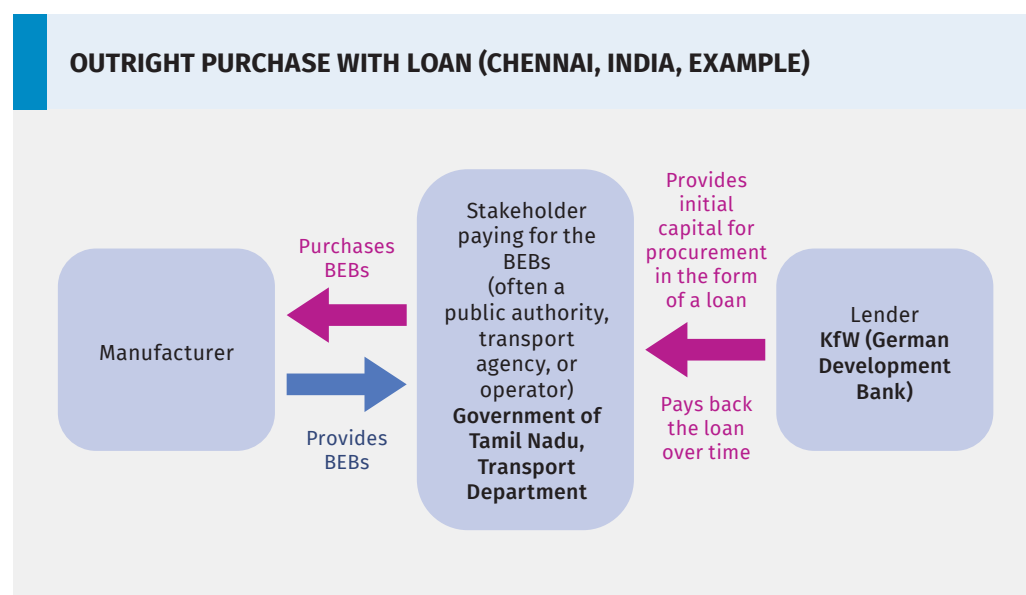 OUTRIGHT PURCHASE WITH LOAN (CHENNAI, INDIA, EXAMPLE)
Manufacturer
Purchases
BEBs
Provides
BEBs
Stakeholder
paying for the
BEBs
(often a
public authority,
transport
agency, or
operator)
Government of
Tamil Nadu,
Transport
Department
Provides
initial
capital for
procurement
in the form
of a loan
Pays back
the loan
over time
Lender
KfW (German
Development
Bank)